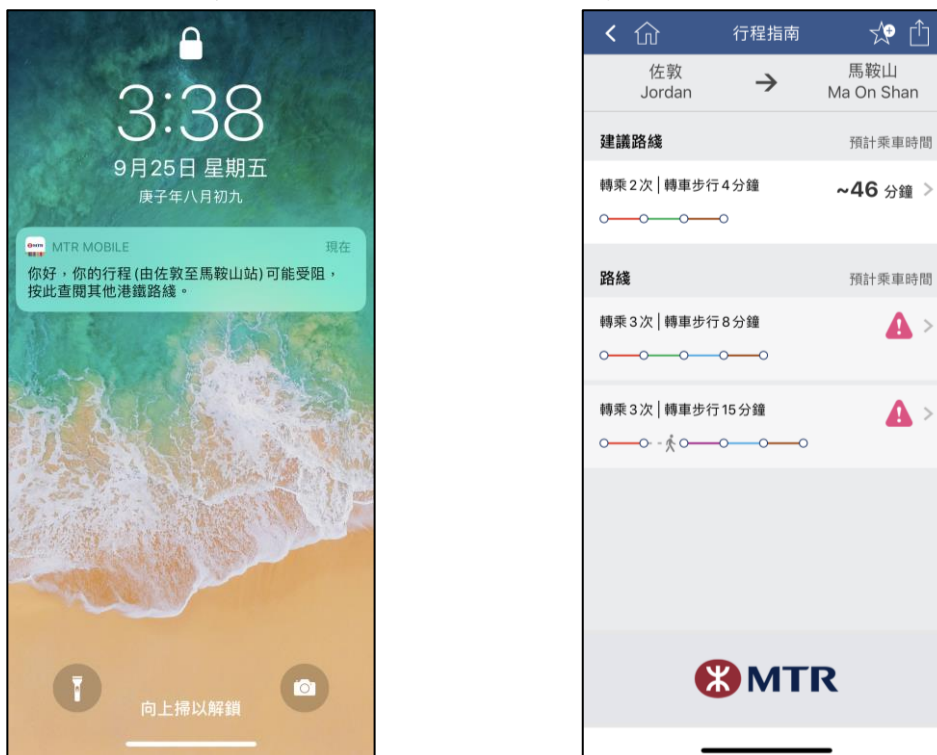 3:38
9月25日 星期五
庚子年八月初九
MTR MOBILE
現在
你好，你的行程(由佐敦至馬鞍山站)可能受阻，
按此查閱其他港鐵路綫。
向上掃以解鎖
行程指南
佐敦
Jordan
馬鞍山
Ma On Shan
建議路綫
預計乘車時間
轉乘2次 | 轉車步行4分鐘
~46 分鐘
路綫
預計乘車時間
轉乘3次 | 轉車步行8分鐘
轉乘3次 | 轉車步行15分鐘
MTR